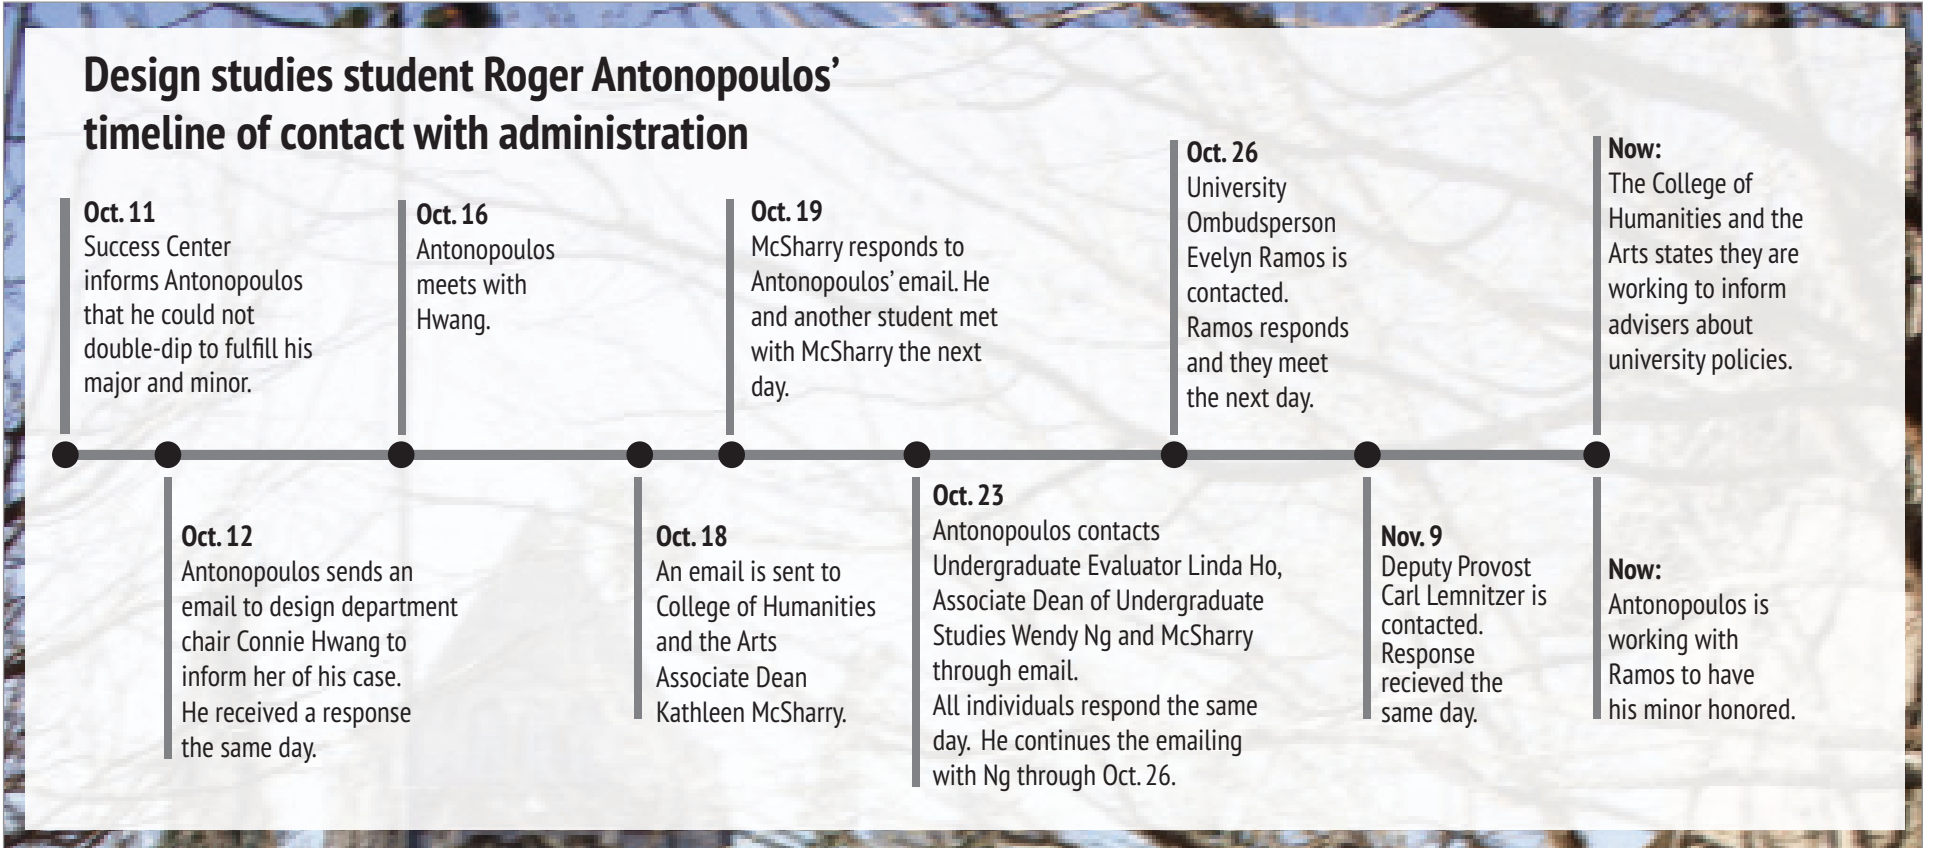 Design studies student Roger Antonopoulos’
timeline of contact with administration
Oct. 11
Success Center
informs Antonopoulos
that he could not
double-dip to fulfill his
major and minor.
Oct. 12
Antonopoulos sends an
email to design department
chair Connie Hwang to
inform her of his case.
He received a response
the same day.
Oct. 16
Antonopoulos
meets with
Hwang.
Oct. 18
An email is sent to
College of Humanities
and the Arts
Associate Dean
Kathleen McSharry.
Oct. 19
McSharry responds to
Antonopoulos’ email. He
and another student met
with McSharry the next
day.
Oct. 23
Antonopoulos contacts
Undergraduate Evaluator Linda Ho,
Associate Dean of Undergraduate
Studies Wendy Ng and McSharry
through email.
All individuals respond the same
day. He continues the emailing
with Ng through Oct. 26.
Oct. 26
University
Ombudsperson
Evelyn Ramos is
contacted.
Ramos responds
and they meet
the next day.
Nov. 9
Deputy Provost
Carl Lemnitzer is
contacted.
Response
recieved the
same day.
Now:
The College of
Humanities and the
Arts states they are
working to inform
advisers about
university policies.
Now:
Antonopoulos is
working with
Ramos to have
his minor honored.